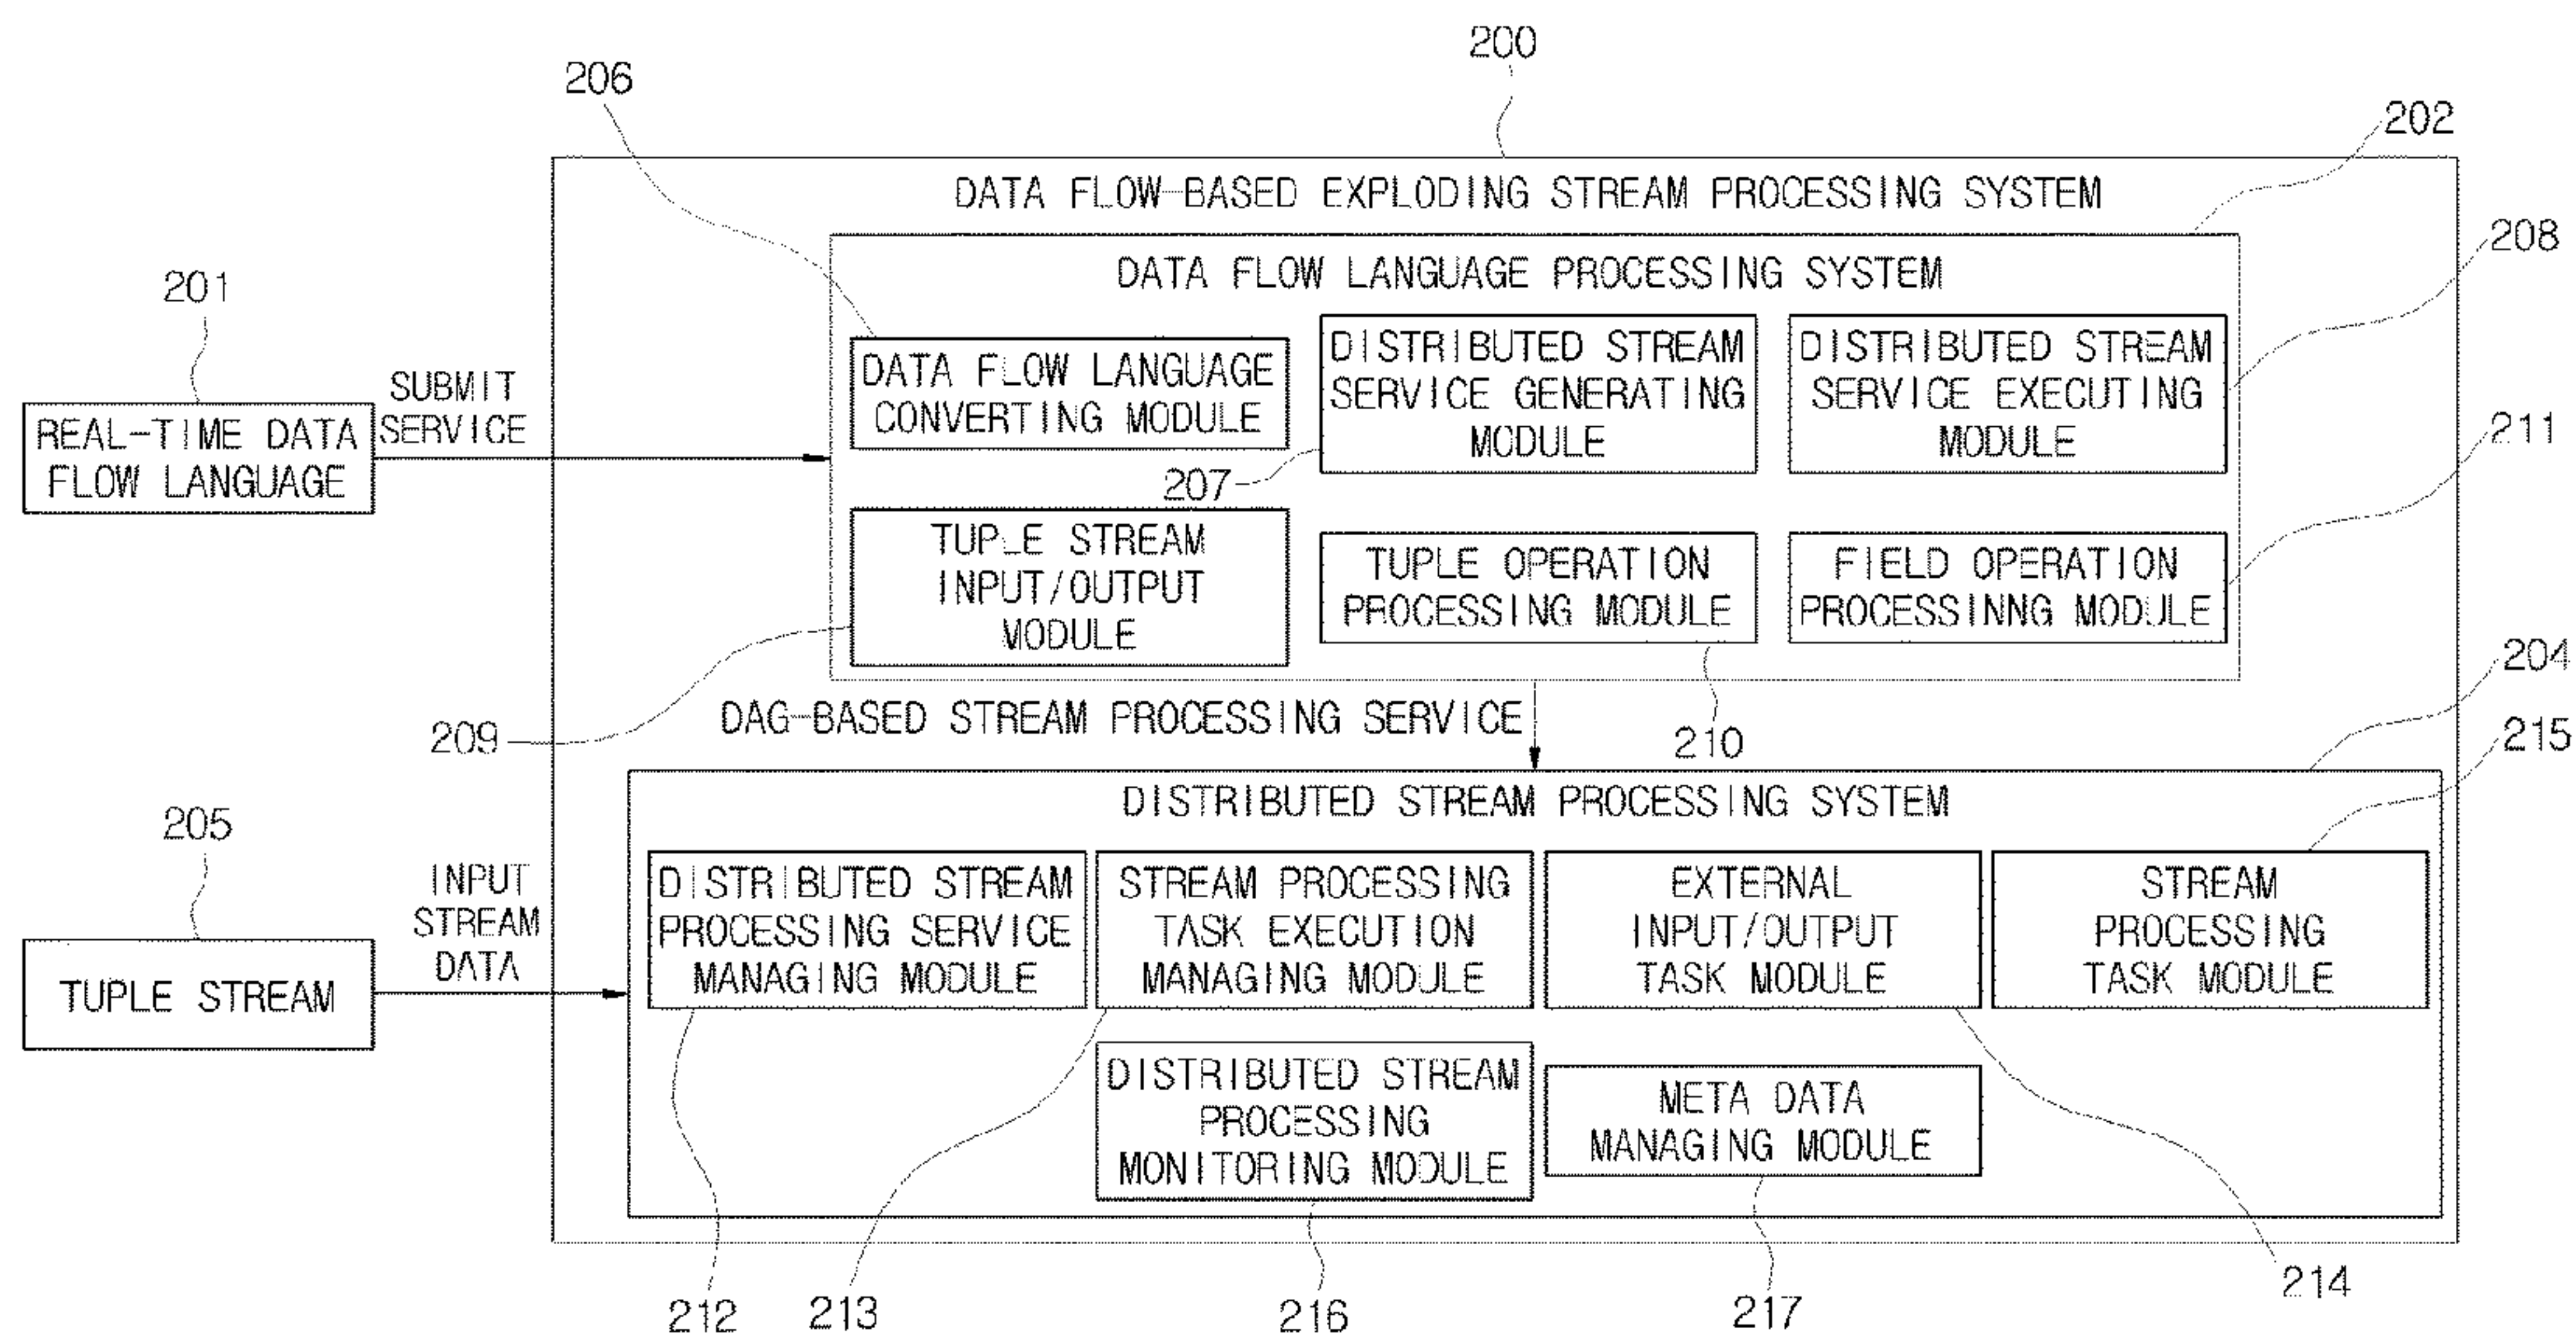 200
206
202
DATA FLOW-BASED EXPLODING STREAM PROCESSING SYSTEM
208
DATA FLOW LANGUAGE PROCESSING SYSTEM
201
DATA FLOW LANGUAGE
CONVERTING MODULE
DISTRIBUTED STREAM
SERVICE GENERATING
MODULE
DISTRIBUTED STREAM
SERVICE EXECUTING
MODULE
SUBMIT
SERVICE
REAL-TIME DATA
FLOW LANGUAGE
211
207
TUPLE STREAM
INPUT/OUTPUT
MODULE
TUPLE OPERATION
PROCESSING MODULE
FIELD OPERATION
PROCESSINNG MODULE
204
209
DAG-BASED STREAM PROCESSING SERVICE
210
215
DISTRIBUTED STREAM PROCESSING SYSTEM
205
INPUT
STREAM
DATA
TUPLE STREAM
DISTRIBUTED STREAM
PROCESSING SERVICE
MANAGING MODULE
STREAM PROCESSING
TASK EXECUTION
MANAGING MODULE
EXTERNAL
INPUT/OUTPUT
TASK MODULE
STREAM
PROCESSING
TASK MODULE
DISTRIBUTED STREAM
PROCESSING
MONITORING MODULE
META DATA
MANAGING MODULE
212
213
216
217
214